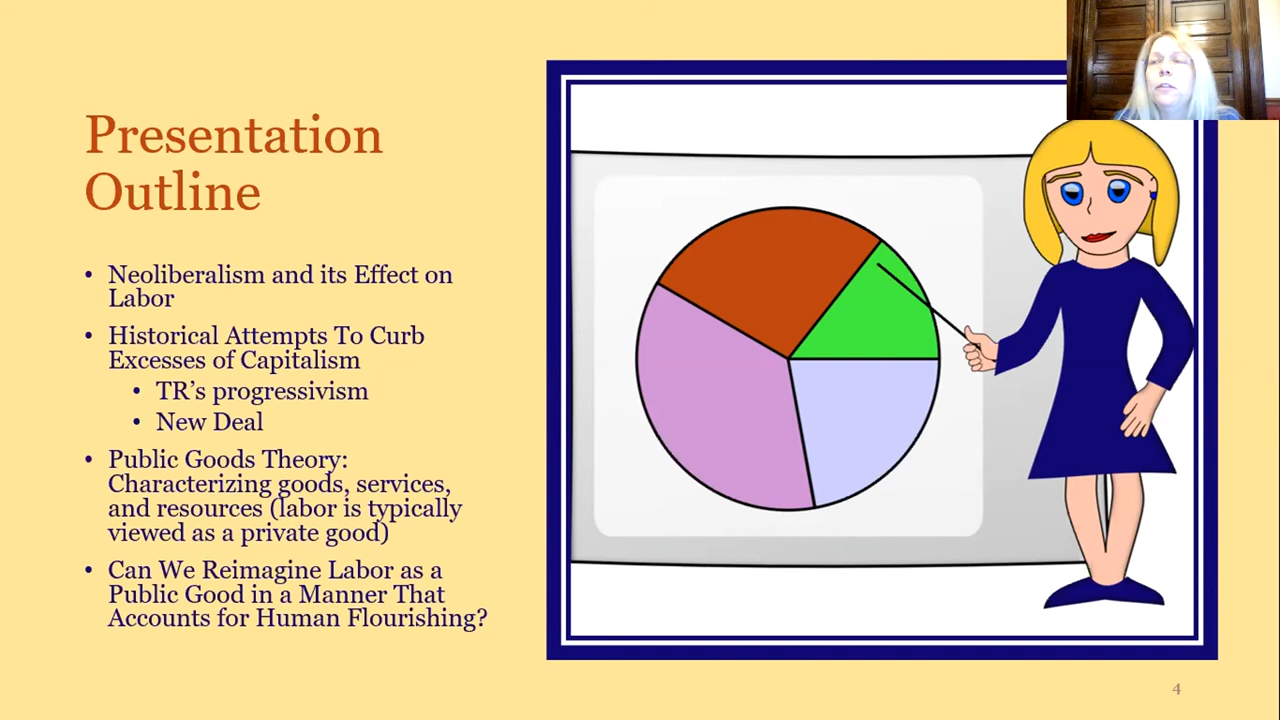 Presentation
Outline
• Neoliberalism and its Effect on
Labor
• Historical Attempts To Curb
Excesses of Capitalism
• TR’s progressivism
• New Deal
• Public Goods Theory:
Characterizing goods, services,
and resources (labor is typically
viewed as a private good)
• Can We Reimagine Labor as a
Public Good in a Manner That
Accounts for Human Flourishing?
4